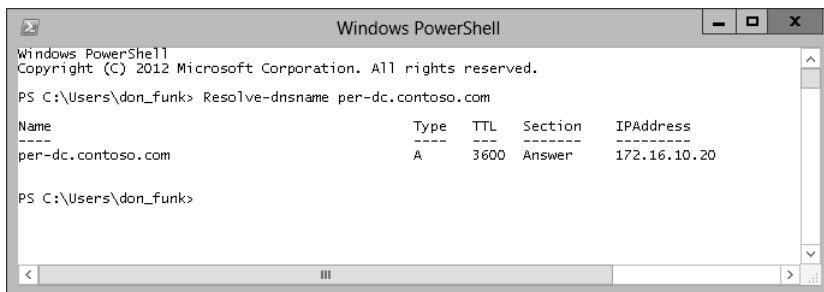 Windows PowerShell
Windows PowerShell
Copyright (C) 2012 Microsoft Corporation. All rights reserved.
PS C:\Users\don_funk> Resolve-dnsname per-dc.contoso.com
Name Type TTL Section IPAddress
---- ---- --- ------- ---------
per-dc.contoso.com A 3600 Answer 172.16.10.20
PS C:\Users\don_funk>